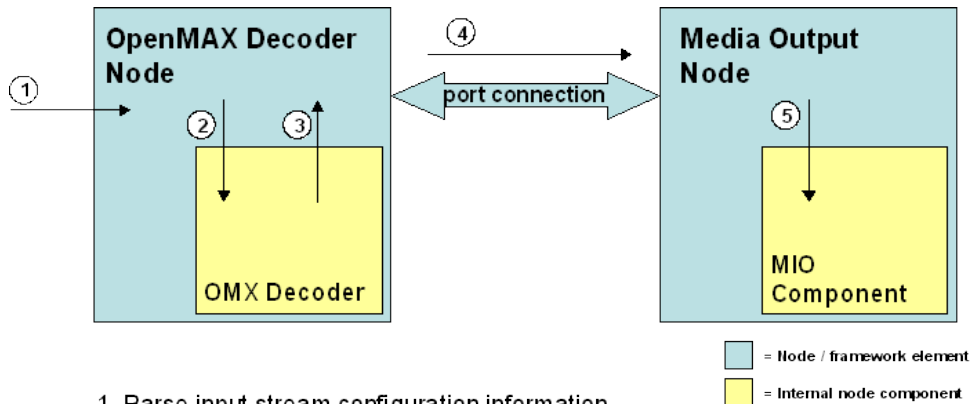 OpenMAX Decoder
Node
4
Media Output
Node
1
port connection
2
3
5
OMX Decoder
MIO
Component
= Node / framework element
= Internal node component
1. Parse input stream configuration information